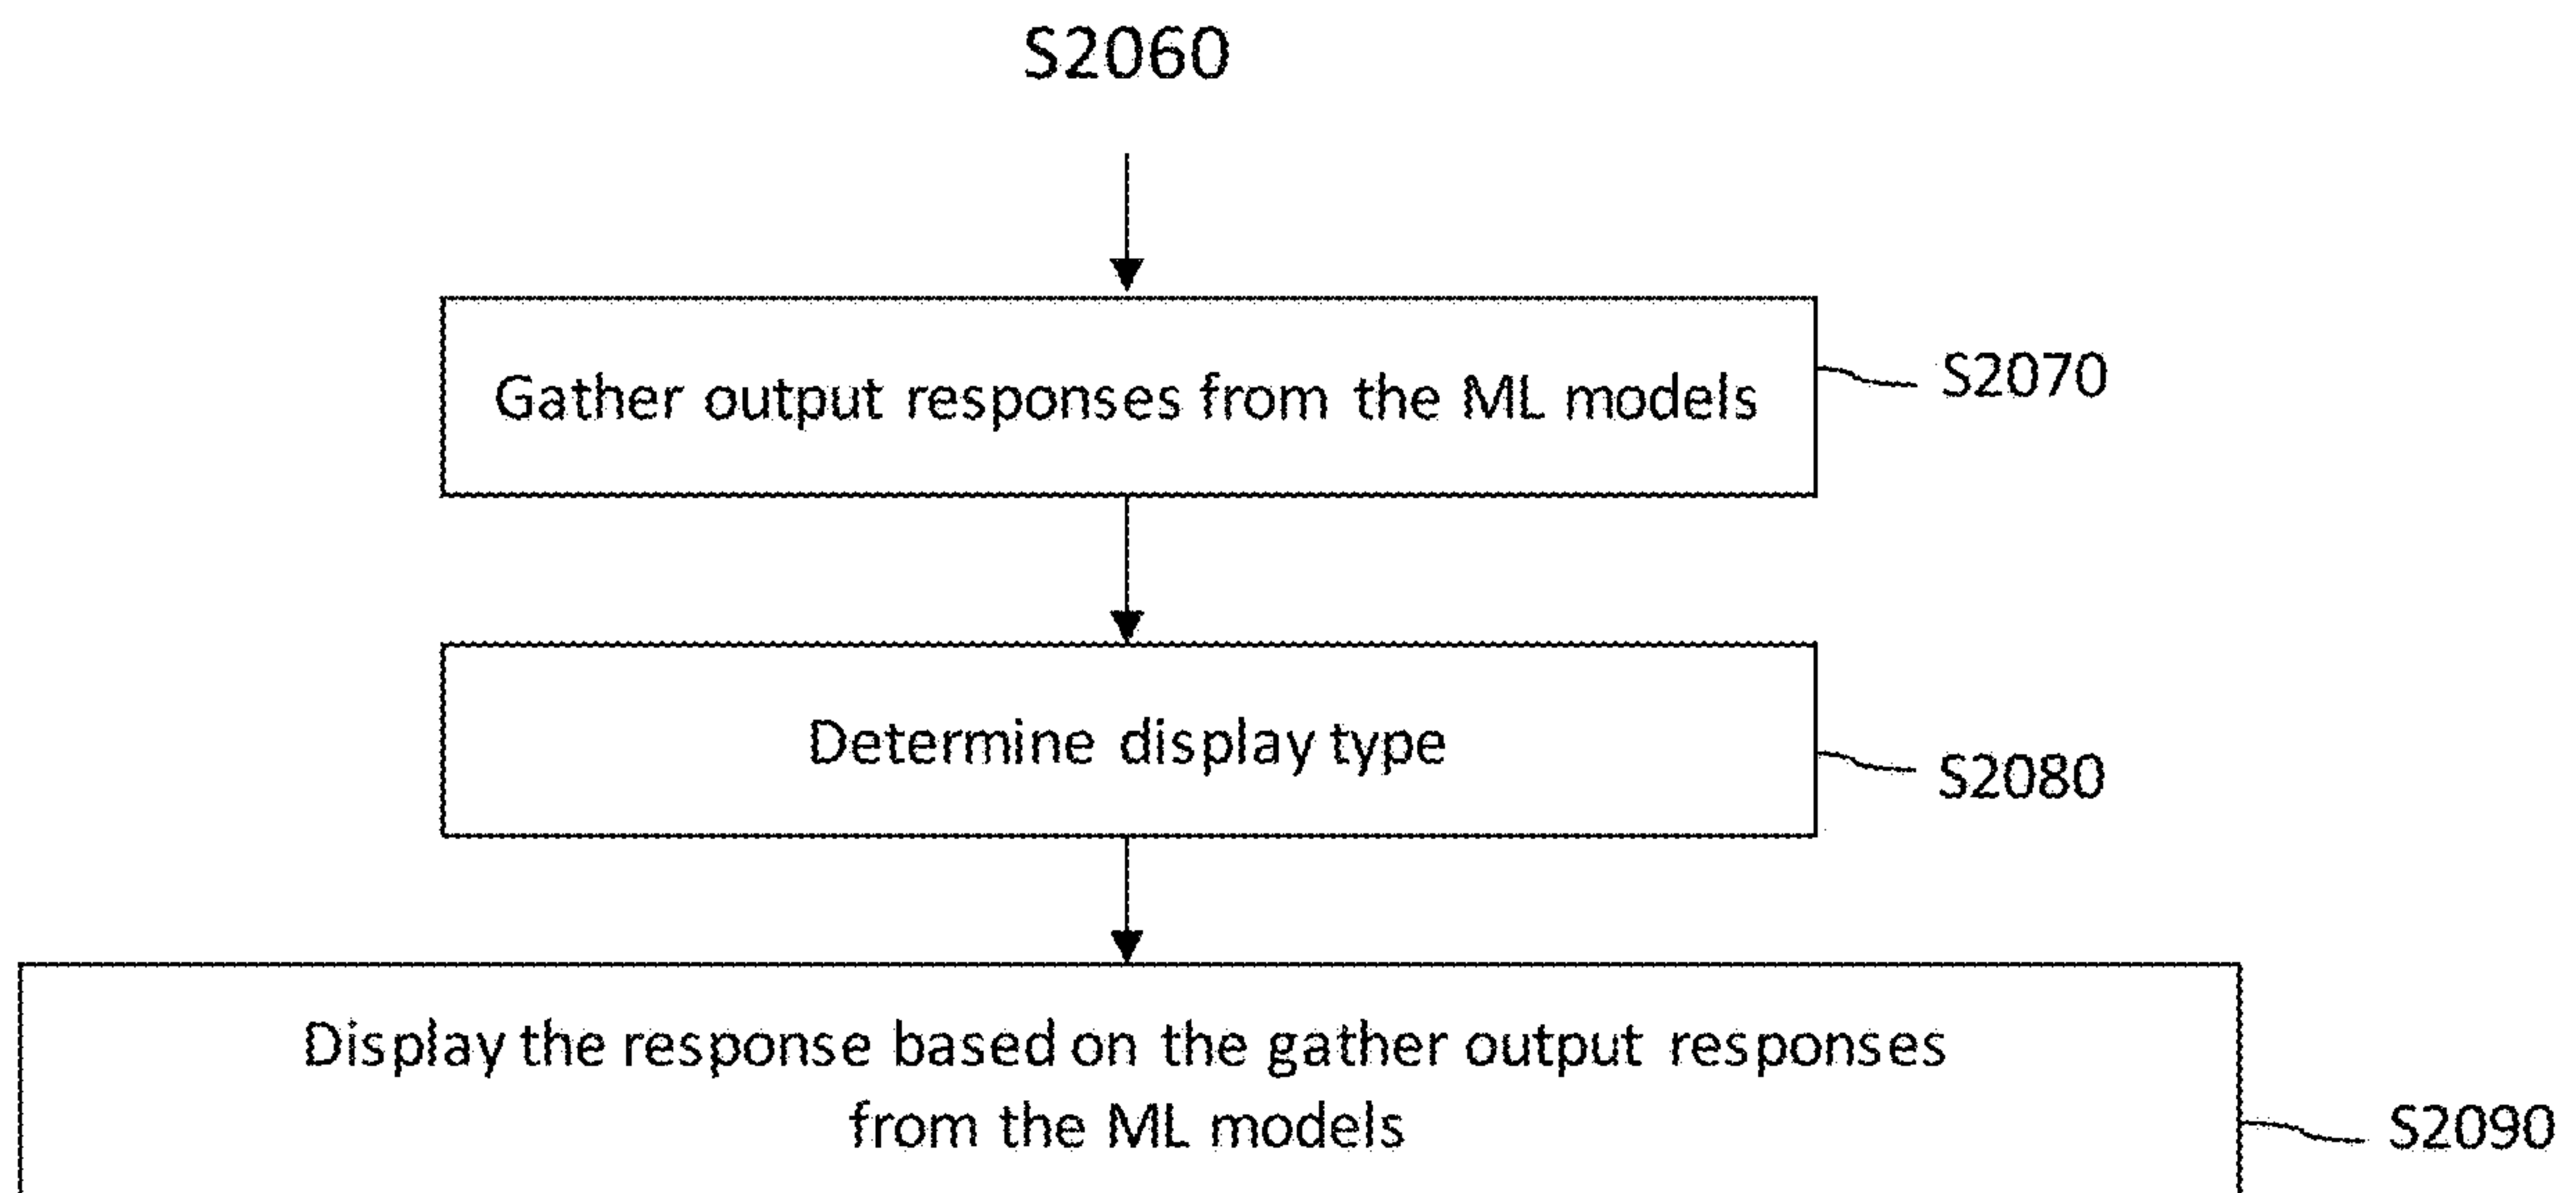 S2060
Gather output responses from the ML models
S2070
Determine display type
S2080
Display the response based on the gather output responses
from the ML models
S2090